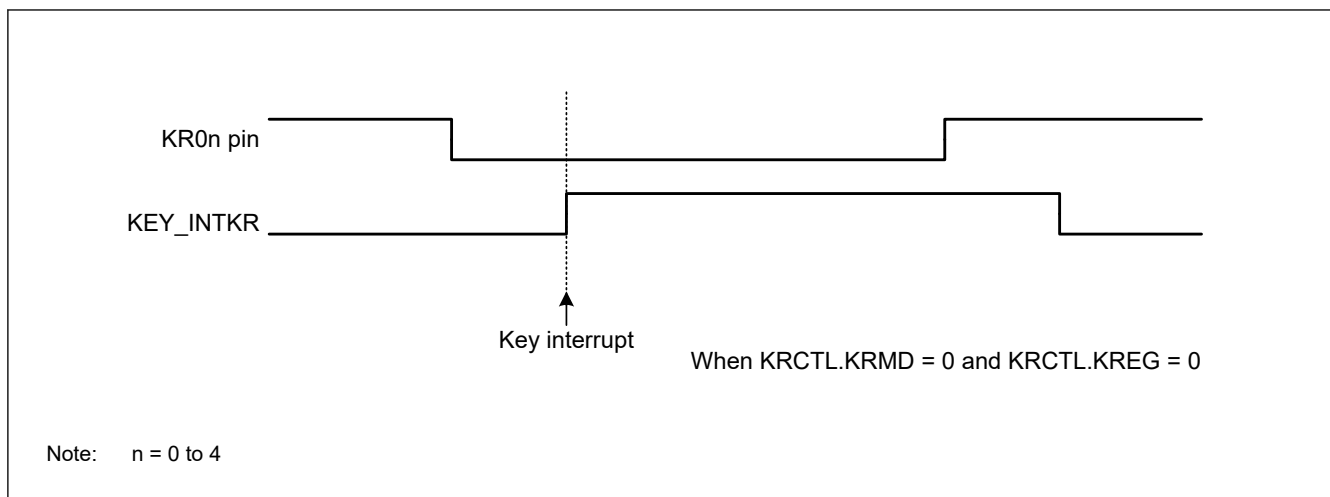 KR0n pin
KEY_INTKR
Key interrupt
When KRCTL.KRMD = 0 and KRCTL.KREG = 0
Note: n = 0 to 4